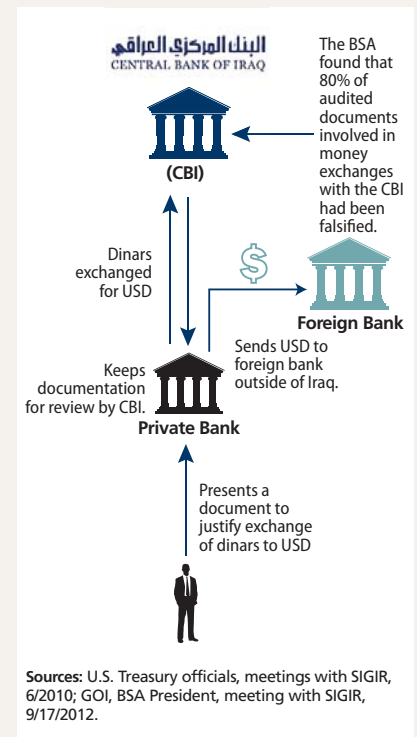 البنك المركزي العراقي
CENTRAL BANK OF IRAQ
(CBI)
The BSA
found that
80% of
audited
documents
involved in
money
exchanges
with the CBI
had been
falsified.
Dinars
exchanged
for USD
$
Foreign Bank
Sends USD to
foreign bank
outside of Iraq.
Keeps
documentation
for review by CBI.
Private Bank
Presents a
document to
justify exchange
of dinars to USD
Sources: U.S. Treasury officials, meetings with SIGIR,
6/2010; GOI, BSA President, meeting with SIGIR,
9/17/2012.